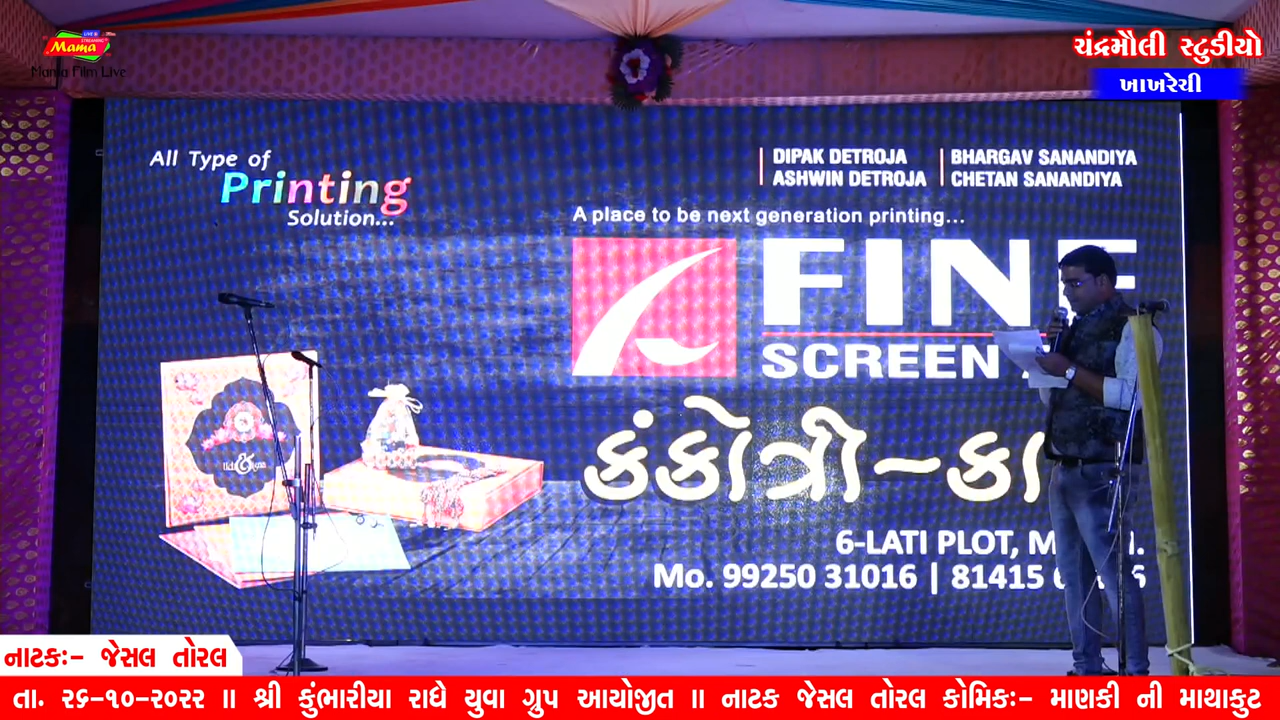 LIVE
Mama
Mama Film Live
ચંદ્રમૌલી સ્ટુડીયો
ખાખરેચી
All Type of
Printing
Solution...
DIPAK DETROJA
ASHWIN DETROJA
BHARGAV SANANDIYA
CHETAN SANANDIYA
A place to be next generation printing...
FINE
SCREEN
કંકોત્રી-કા
6-LATI PLOT,
Mo. 99250 31016 | 81415
નાટકઃ- જેસલ તોરલ
તા. ૨૬-૧૦-૨૦૨૨ ॥ શ્રી કુંભારીયા રાધે યુવા ગ્રુપ આયોજીત ॥ નાટક જેસલ તોરલ કોમિકઃ- માણકી ની માથાકુટ